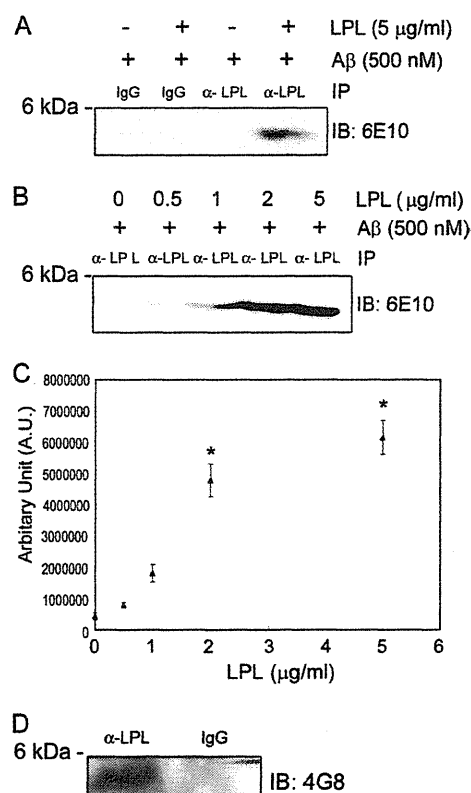 A
- + - + LPL (5 µg/ml)
+ + + + Aβ (500 nM)
IgG IgG α-LPL α-LPL IP
6 kDa -
IB: 6E10
B
0 0.5 1 2 5 LPL (µg/ml)
+ + + + + Aβ (500 nM)
α-LPL α-LPL α-LPL α-LPL α-LPL IP
6 kDa -
IB: 6E10
C
Arbitary Unit (A.U.)
8000000
7000000
6000000
5000000
4000000
3000000
2000000
1000000
0
* *
0 1 2 3 4 5 6
LPL (µg/ml)
D
α-LPL IgG
6 kDa -
IB: 4G8